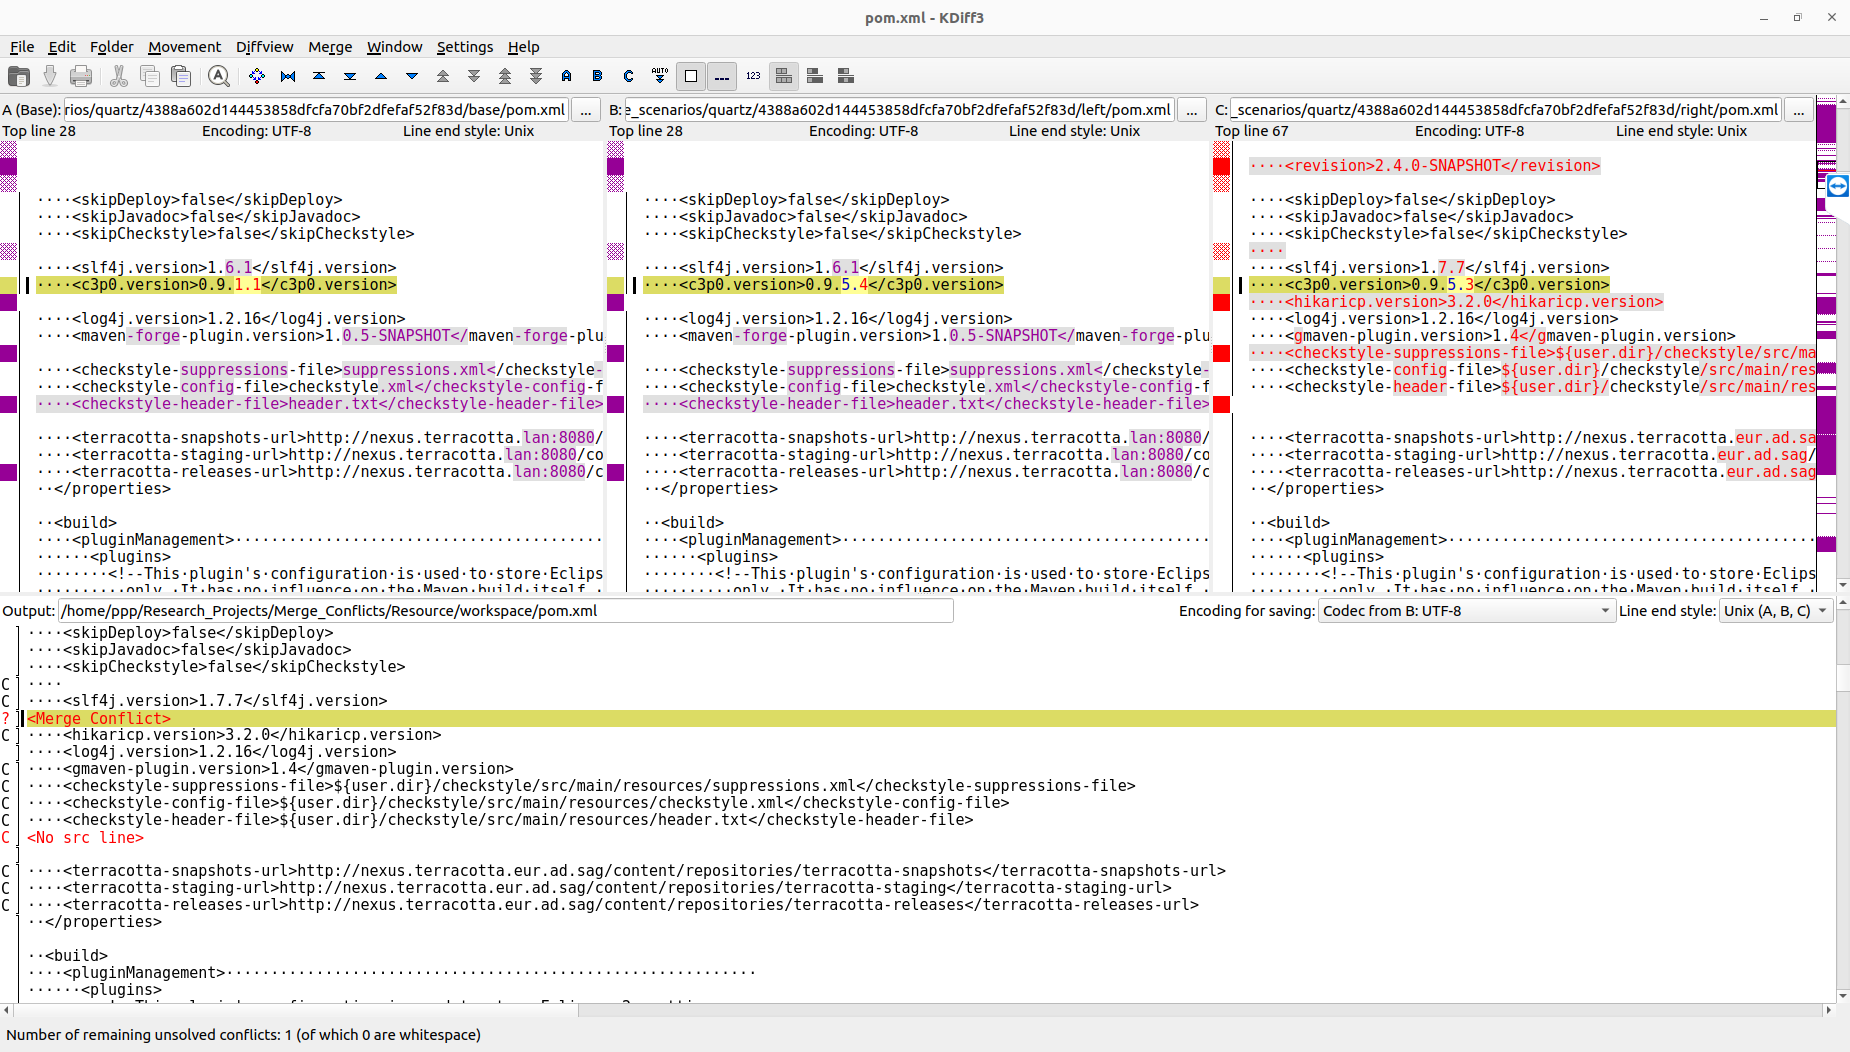 pom.xml - KDiff3
File Edit Folder Movement Diffview Merge Window Settings Help
A B C AUTO 123
A (Base): rios/quartz/4388a602d144453858dfcfa70bf2dfefaf52f83d/base/pom.xml ...
Top line 28 Encoding: UTF-8 Line end style: Unix
····<skipDeploy>false</skipDeploy>
····<skipJavadoc>false</skipJavadoc>
····<skipCheckstyle>false</skipCheckstyle>
····<slf4j.version>1.6.1</slf4j.version>
····<c3p0.version>0.9.1.1</c3p0.version>
····<log4j.version>1.2.16</log4j.version>
····<maven-forge-plugin.version>1.0.5-SNAPSHOT</maven-forge-plu
····<checkstyle-suppressions-file>suppressions.xml</checkstyle-
····<checkstyle-config-file>checkstyle.xml</checkstyle-config-f
····<checkstyle-header-file>header.txt</checkstyle-header-file>
····<terracotta-snapshots-url>http://nexus.terracotta.lan:8080/
····<terracotta-staging-url>http://nexus.terracotta.lan:8080/co
····<terracotta-releases-url>http://nexus.terracotta.lan:8080/c
··</properties>
··<build>
····<pluginManagement>·········································
······<plugins>
········<!--This·plugin's·configuration·is·used·to·store·Eclips
B: e_scenarios/quartz/4388a602d144453858dfcfa70bf2dfefaf52f83d/left/pom.xml ...
Top line 28 Encoding: UTF-8 Line end style: Unix
····<skipDeploy>false</skipDeploy>
····<skipJavadoc>false</skipJavadoc>
····<skipCheckstyle>false</skipCheckstyle>
····<slf4j.version>1.6.1</slf4j.version>
····<c3p0.version>0.9.5.4</c3p0.version>
····<log4j.version>1.2.16</log4j.version>
····<maven-forge-plugin.version>1.0.5-SNAPSHOT</maven-forge-plu
····<checkstyle-suppressions-file>suppressions.xml</checkstyle-
····<checkstyle-config-file>checkstyle.xml</checkstyle-config-f
····<checkstyle-header-file>header.txt</checkstyle-header-file>
····<terracotta-snapshots-url>http://nexus.terracotta.lan:8080/
····<terracotta-staging-url>http://nexus.terracotta.lan:8080/co
····<terracotta-releases-url>http://nexus.terracotta.lan:8080/c
··</properties>
··<build>
····<pluginManagement>·········································
······<plugins>
········<!--This·plugin's·configuration·is·used·to·store·Eclips
C: _scenarios/quartz/4388a602d144453858dfcfa70bf2dfefaf52f83d/right/pom.xml ...
Top line 67 Encoding: UTF-8 Line end style: Unix
····<revision>2.4.0-SNAPSHOT</revision>
····<skipDeploy>false</skipDeploy>
····<skipJavadoc>false</skipJavadoc>
····<skipCheckstyle>false</skipCheckstyle>
····
····<slf4j.version>1.7.7</slf4j.version>
····<c3p0.version>0.9.5.3</c3p0.version>
····<hikaricp.version>3.2.0</hikaricp.version>
····<log4j.version>1.2.16</log4j.version>
····<gmaven-plugin.version>1.4</gmaven-plugin.version>
····<checkstyle-suppressions-file>${user.dir}/checkstyle/src/ma
····<checkstyle-config-file>${user.dir}/checkstyle/src/main/res
····<checkstyle-header-file>${user.dir}/checkstyle/src/main/res
····<terracotta-snapshots-url>http://nexus.terracotta.eur.ad.sa
····<terracotta-staging-url>http://nexus.terracotta.eur.ad.sag/
····<terracotta-releases-url>http://nexus.terracotta.eur.ad.sag
··</properties>
··<build>
····<pluginManagement>·········································
······<plugins>
········<!--This·plugin's·configuration·is·used·to·store·Eclips
Output: /home/ppp/Research_Projects/Merge_Conflicts/Resource/workspace/pom.xml Encoding for saving: Codec from B: UTF-8 Line end style: Unix (A, B, C)
····<skipDeploy>false</skipDeploy>
····<skipJavadoc>false</skipJavadoc>
····<skipCheckstyle>false</skipCheckstyle>
C ····
C ····<slf4j.version>1.7.7</slf4j.version>
? <Merge Conflict>
C ····<hikaricp.version>3.2.0</hikaricp.version>
····<log4j.version>1.2.16</log4j.version>
C ····<gmaven-plugin.version>1.4</gmaven-plugin.version>
C ····<checkstyle-suppressions-file>${user.dir}/checkstyle/src/main/resources/suppressions.xml</checkstyle-suppressions-file>
C ····<checkstyle-config-file>${user.dir}/checkstyle/src/main/resources/checkstyle.xml</checkstyle-config-file>
C ····<checkstyle-header-file>${user.dir}/checkstyle/src/main/resources/header.txt</checkstyle-header-file>
C <No src line>
C ····<terracotta-snapshots-url>http://nexus.terracotta.eur.ad.sag/content/repositories/terracotta-snapshots</terracotta-snapshots-url>
C ····<terracotta-staging-url>http://nexus.terracotta.eur.ad.sag/content/repositories/terracotta-staging</terracotta-staging-url>
C ····<terracotta-releases-url>http://nexus.terracotta.eur.ad.sag/content/repositories/terracotta-releases</terracotta-releases-url>
··</properties>
··<build>
····<pluginManagement>···························································
······<plugins>
Number of remaining unsolved conflicts: 1 (of which 0 are whitespace)